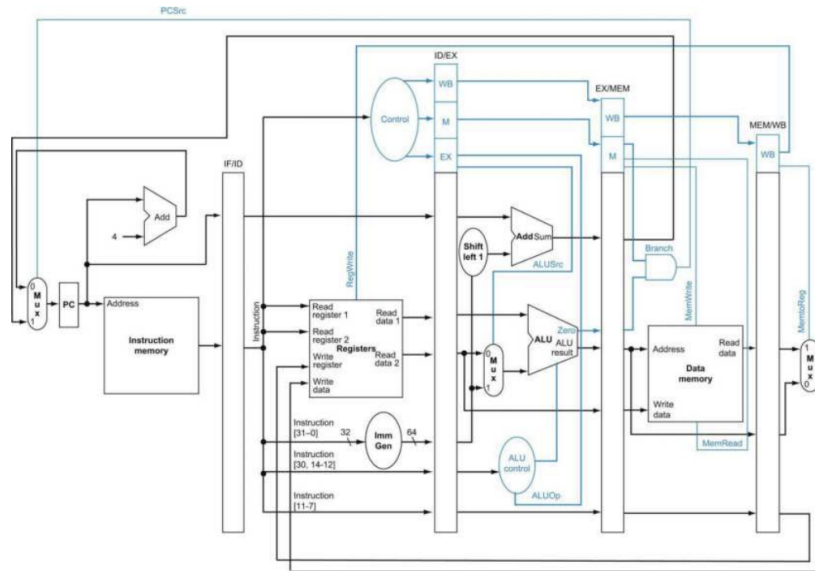 PCSrc
ID/EX
WB
EX/MEM
Control
M
WB
MEM/WB
EX
M
WB
IF/ID
Add
4
Add Sum
Shift
left 1
Branch
ALUSrc
RegWrite
MemWrite
MemtoReg
0
M
u
x
1
PC
Address
Instruction
memory
Instruction
Read
register 1
Read
data 1
Read
register 2
Registers
Read
data 2
Write
register
Write
data
0
M
u
x
1
Zero
ALU
ALU
result
Address
Read
data
Data
memory
Write
data
1
M
u
x
0
MemRead
Instruction
[31–0]
32
Imm
Gen
64
Instruction
[30, 14-12]
ALU
control
ALUOp
Instruction
[11-7]